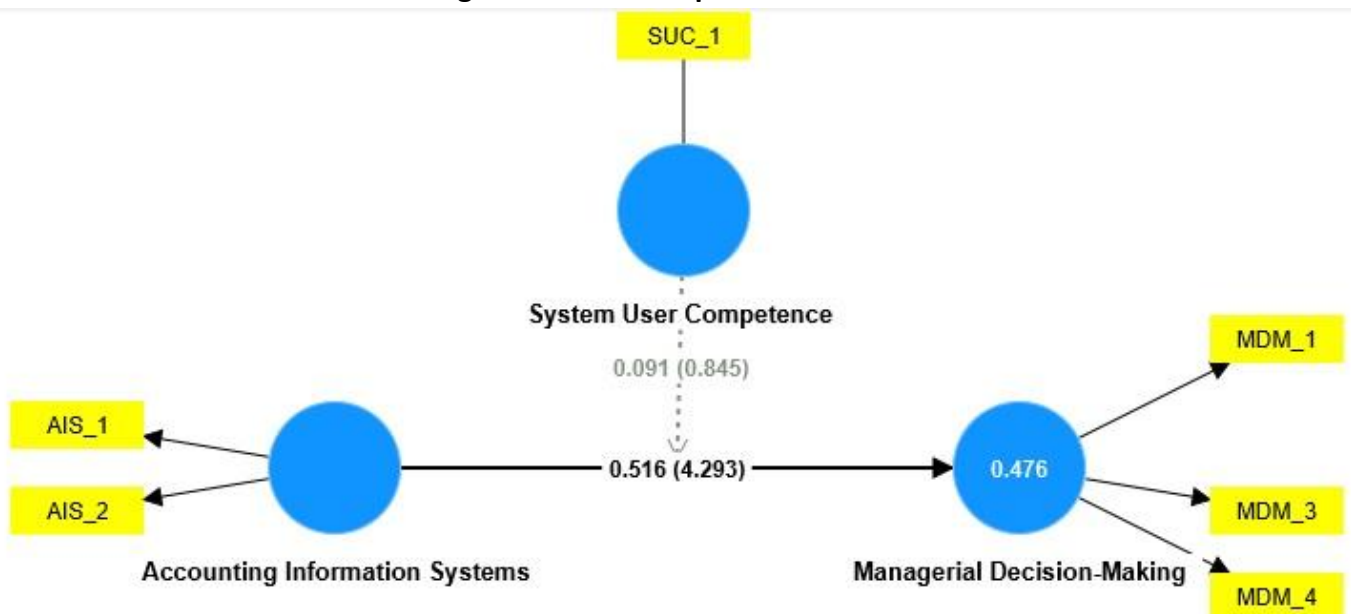 SUC_1
System User Competence
0.091 (0.845)
MDM_1
AIS_1
0.516 (4.293)
0.476
AIS_2
MDM_3
Accounting Information Systems
Managerial Decision-Making
MDM_4